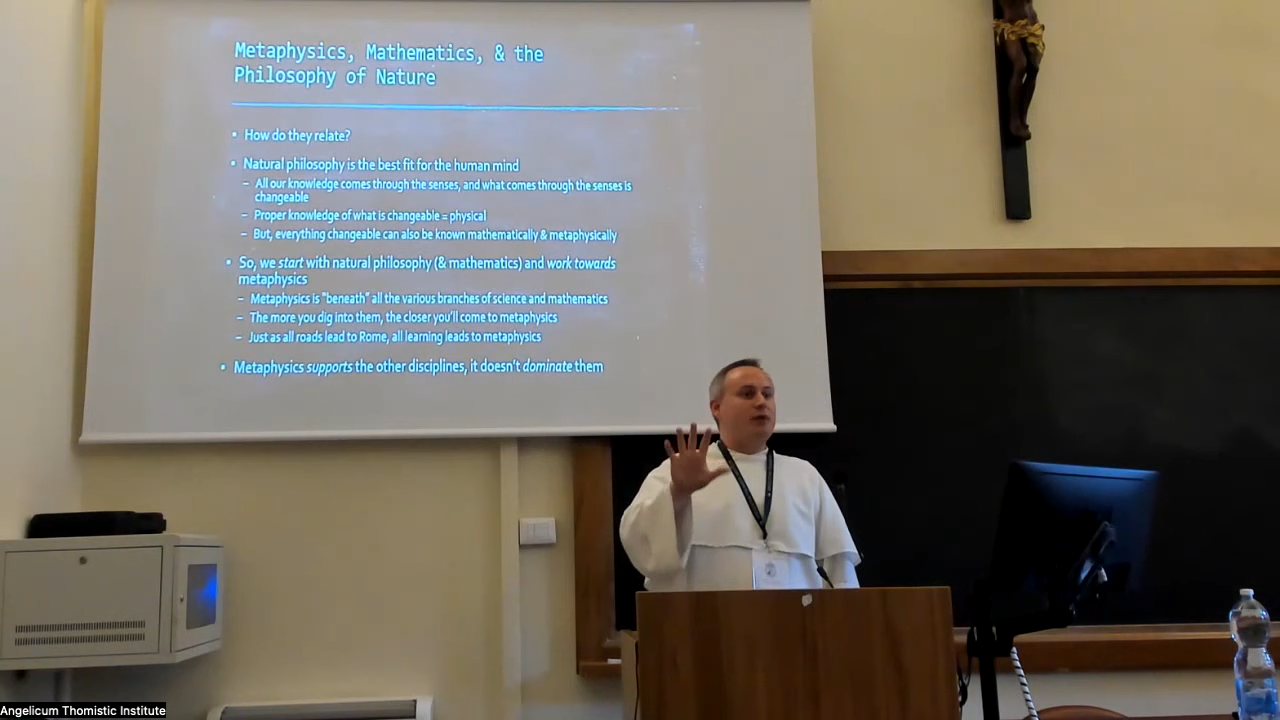 Metaphysics, Mathematics, & the
Philosophy of Nature
• How do they relate?
• Natural philosophy is the best fit for the human mind
– All our knowledge comes through the senses, and what comes through the senses is
changeable
– Proper knowledge of what is changeable = physical
– But, everything changeable can also be known mathematically & metaphysically
• So, we start with natural philosophy (& mathematics) and work towards
metaphysics
– Metaphysics is "beneath" all the various branches of science and mathematics
– The more you dig into them, the closer you'll come to metaphysics
– Just as all roads lead to Rome, all learning leads to metaphysics
• Metaphysics supports the other disciplines, it doesn't dominate them
Angelicum Thomistic Institute